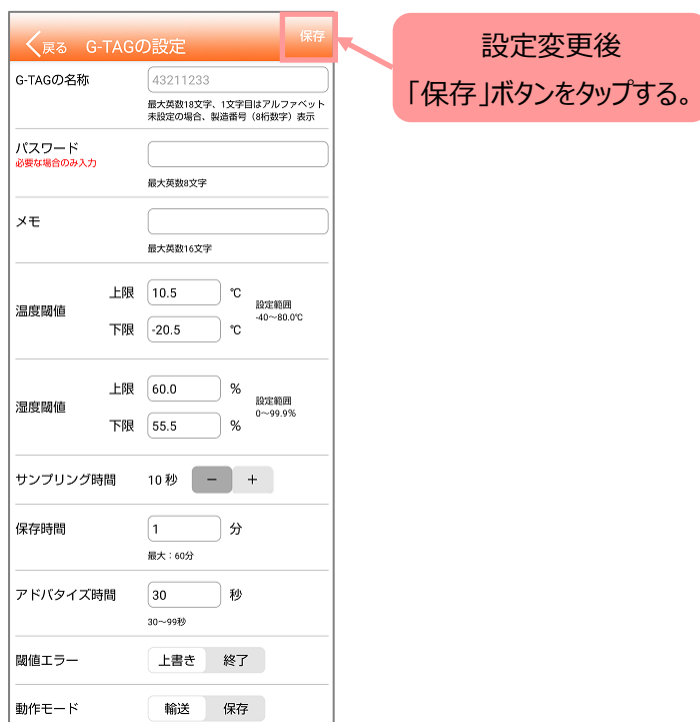 戻る G-TAGの設定 保存
設定変更後
「保存」ボタンをタップする。
G-TAGの名称 43211233
最大英数18文字、1文字目はアルファベット
未設定の場合、製造番号（8桁数字）表示
パスワード
必要な場合のみ入力
最大英数8文字
メモ
最大英数16文字
温度閾値
上限 10.5 ℃
下限 -20.5 ℃
設定範囲
-40～80.0℃
湿度閾値
上限 60.0 %
下限 55.5 %
設定範囲
0～99.9%
サンプリング時間 10 秒 − +
保存時間 1 分
最大：60分
アドバタイズ時間 30 秒
30～99秒
閾値エラー 上書き 終了
動作モード 輸送 保存